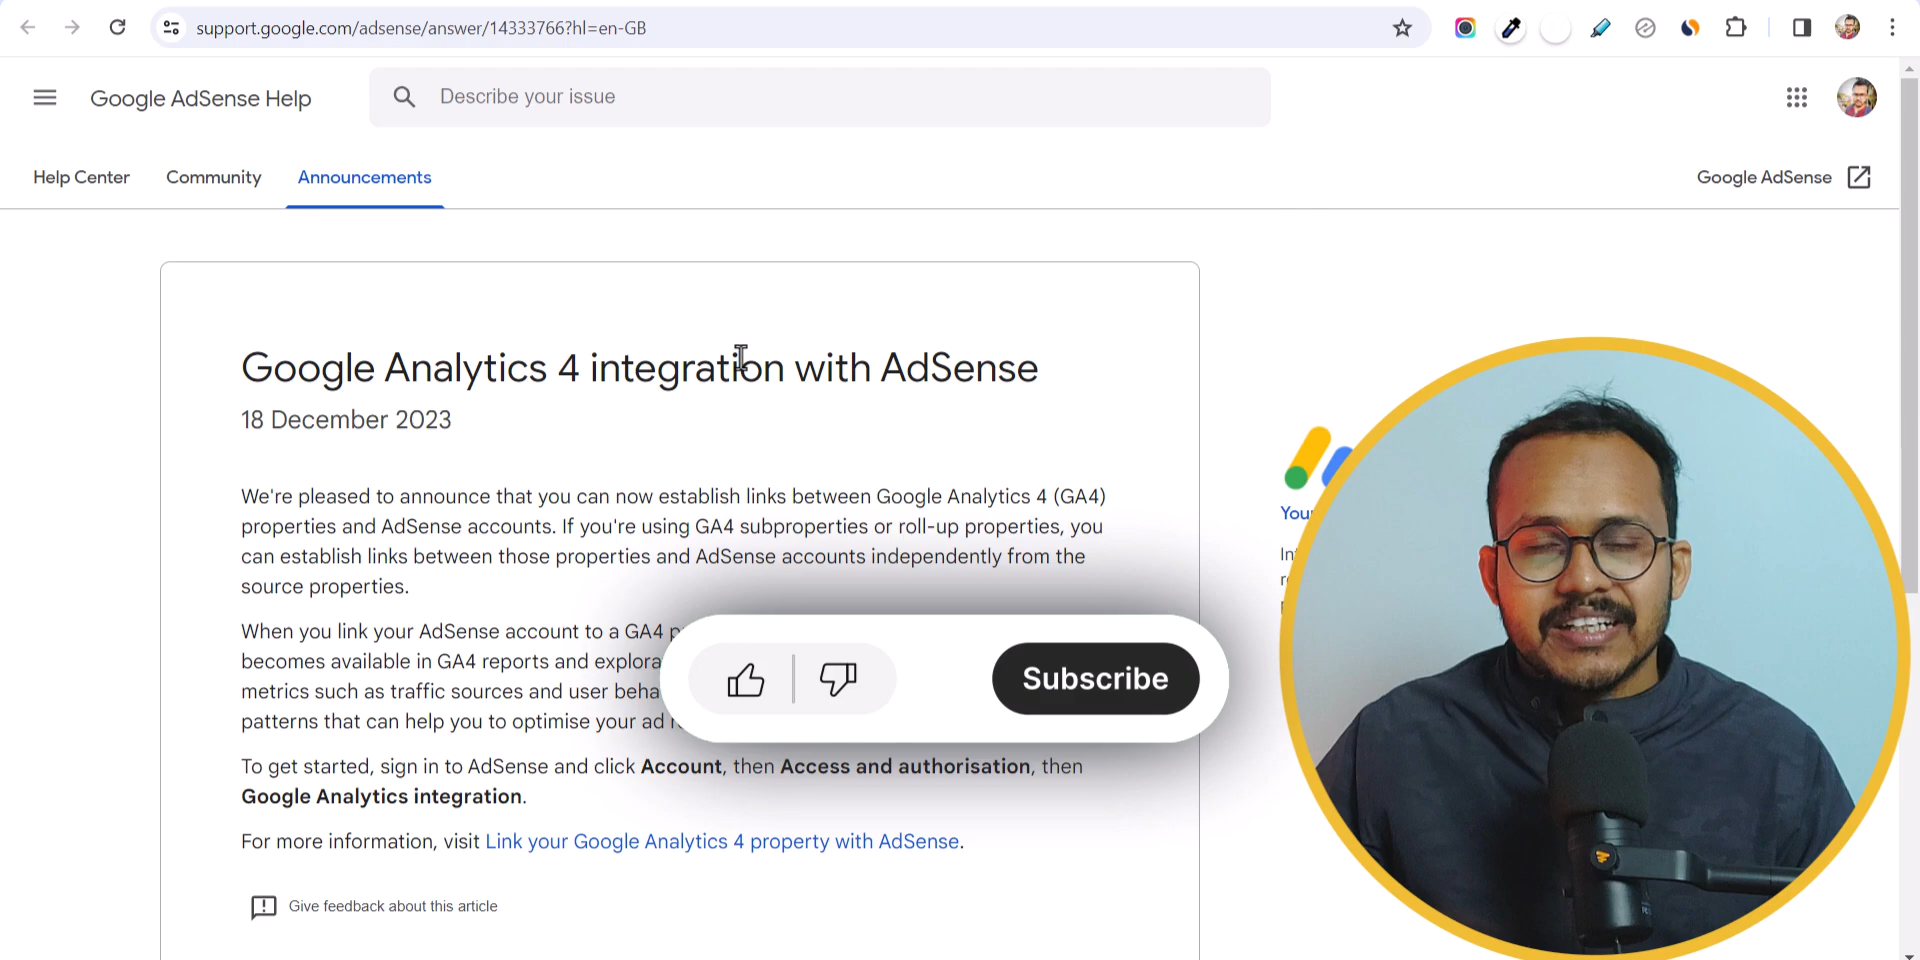 support.google.com/adsense/answer/14333766?hl=en-GB
Google AdSense Help
Describe your issue
Help Center
Community
Announcements
Google AdSense
Google Analytics 4 integration with AdSense
18 December 2023
We're pleased to announce that you can now establish links between Google Analytics 4 (GA4)
properties and AdSense accounts. If you're using GA4 subproperties or roll-up properties, you
can establish links between those properties and AdSense accounts independently from the
source properties.
When you link your AdSense account to a GA4
becomes available in GA4 reports and
metrics such as traffic sources and user
patterns that can help you to optimise your ad
Subscribe
To get started, sign in to AdSense and click Account, then Access and authorisation, then
Google Analytics integration.
For more information, visit Link your Google Analytics 4 property with AdSense.
Give feedback about this article